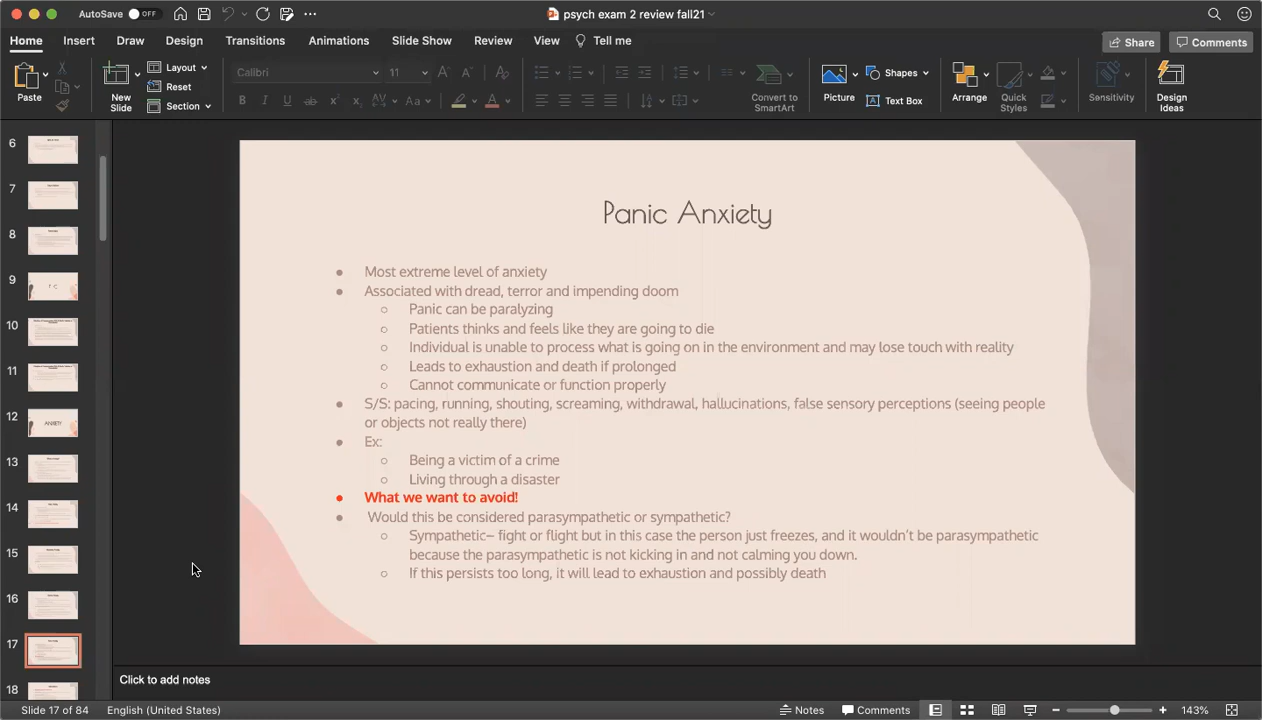 AutoSave OFF
psych exam 2 review fall21
Home Insert Draw Design Transitions Animations Slide Show Review View Tell me Share Comments
Paste
New
Slide
Layout
Reset
Section
Calibri 11
Convert to
SmartArt
Picture
Shapes
Text Box
Arrange
Quick
Styles
Sensitivity
Design
Ideas
6
7
8
9
10
11
12
ANXIETY
13
14
15
16
17
18
Panic Anxiety
● Most extreme level of anxiety
● Associated with dread, terror and impending doom
○ Panic can be paralyzing
○ Patients thinks and feels like they are going to die
○ Individual is unable to process what is going on in the environment and may lose touch with reality
○ Leads to exhaustion and death if prolonged
○ Cannot communicate or function properly
● S/S: pacing, running, shouting, screaming, withdrawal, hallucinations, false sensory perceptions (seeing people
or objects not really there)
● Ex:
○ Being a victim of a crime
○ Living through a disaster
● What we want to avoid!
● Would this be considered parasympathetic or sympathetic?
○ Sympathetic– fight or flight but in this case the person just freezes, and it wouldn't be parasympathetic
because the parasympathetic is not kicking in and not calming you down.
○ If this persists too long, it will lead to exhaustion and possibly death
Click to add notes
Slide 17 of 84 English (United States) Notes Comments 143%